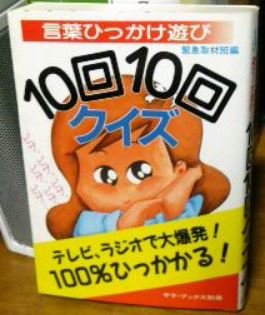 言葉ひっかけ遊び
緊急取材班編
10回10回
クイズ
テレビ、ラジオで大爆発！
100%ひっかかる！
サラ・ブックス別冊